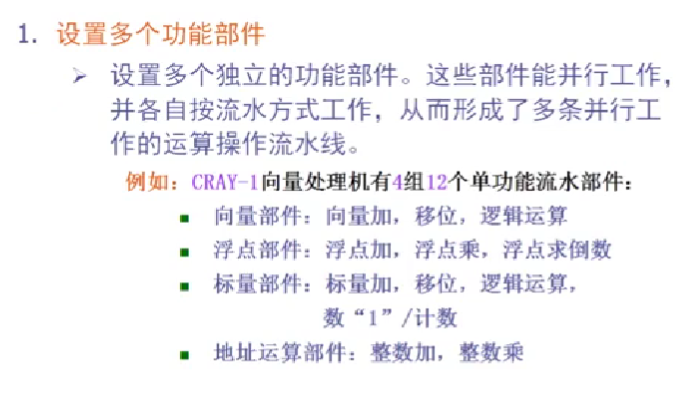 1. 设置多个功能部件
➢ 设置多个独立的功能部件。这些部件能并行工作，
并各自按流水方式工作，从而形成了多条并行工
作的运算操作流水线。
例如：CRAY-1向量处理机有4组12个单功能流水部件：
■ 向量部件：向量加，移位，逻辑运算
■ 浮点部件：浮点加，浮点乘，浮点求倒数
■ 标量部件：标量加，移位，逻辑运算，
数“1”/计数
■ 地址运算部件：整数加，整数乘